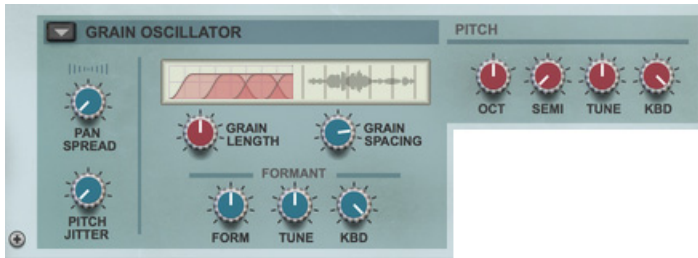 GRAIN OSCILLATOR
PITCH
PAN
SPREAD
GRAIN
LENGTH
GRAIN
SPACING
OCT SEMI TUNE KBD
FORMANT
PITCH
JITTER
FORM TUNE KBD